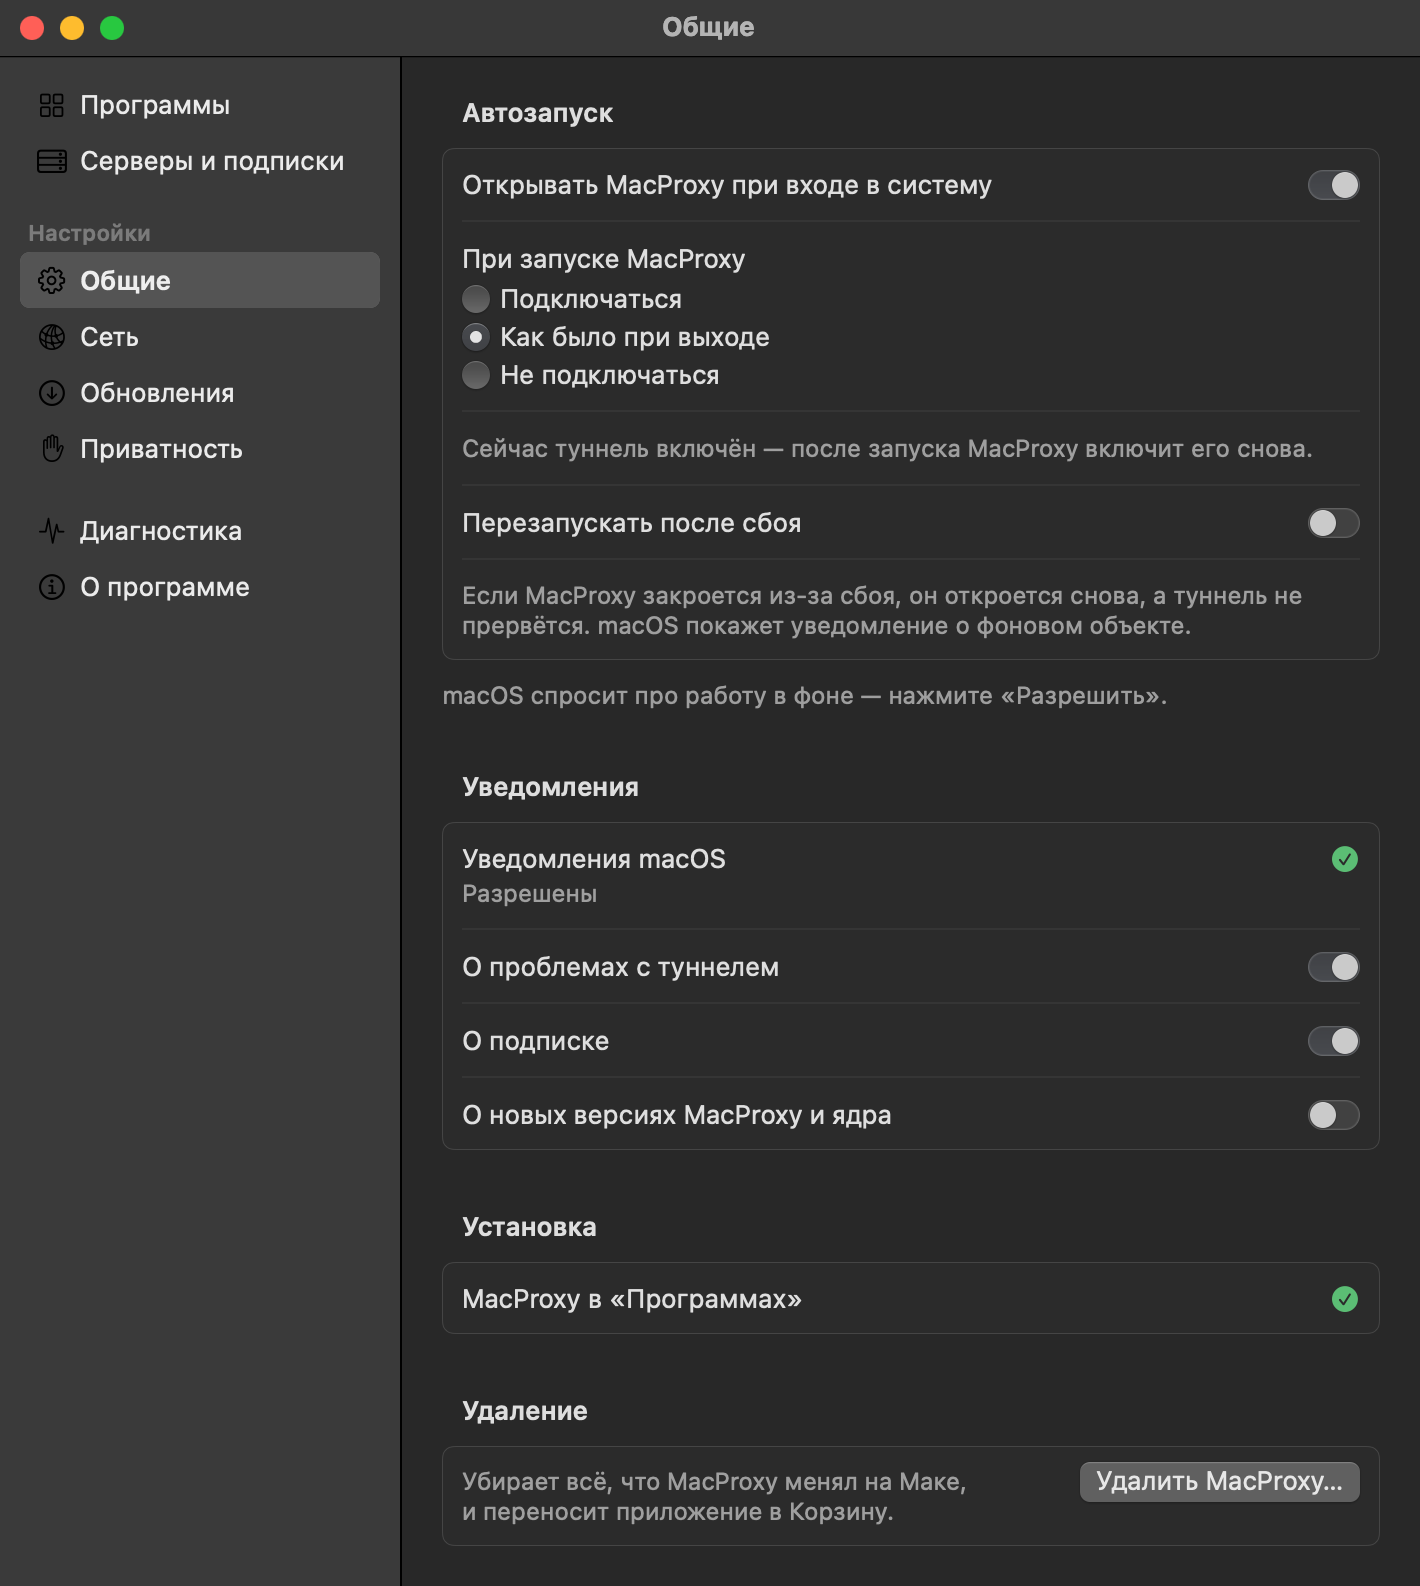 Общие
Программы
Серверы и подписки
Настройки
Общие
Сеть
Обновления
Приватность
Диагностика
О программе
Автозапуск
Открывать MacProxy при входе в систему
При запуске MacProxy
Подключаться
Как было при выходе
Не подключаться
Сейчас туннель включён — после запуска MacProxy включит его снова.
Перезапускать после сбоя
Если MacProxy закроется из-за сбоя, он откроется снова, а туннель не
прервётся. macOS покажет уведомление о фоновом объекте.
macOS спросит про работу в фоне — нажмите «Разрешить».
Уведомления
Уведомления macOS
Разрешены
О проблемах с туннелем
О подписке
О новых версиях MacProxy и ядра
Установка
MacProxy в «Программах»
Удаление
Убирает всё, что MacProxy менял на Маке,
и переносит приложение в Корзину.
Удалить MacProxy...